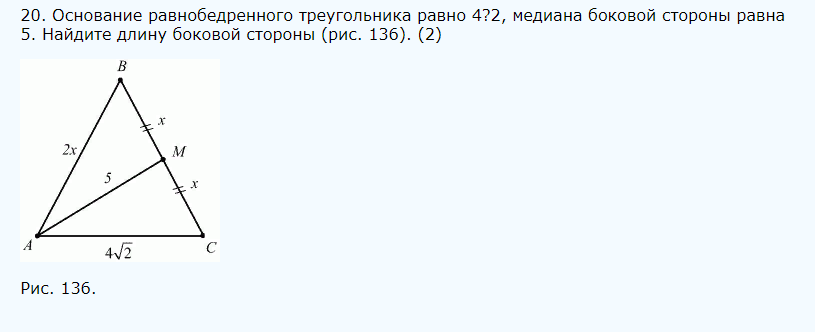 20. Основание равнобедренного треугольника равно 4?2, медиана боковой стороны равна
5. Найдите длину боковой стороны (рис. 136). (2)
B
x
2x
M
5
x
A
4√2
C
Рис. 136.